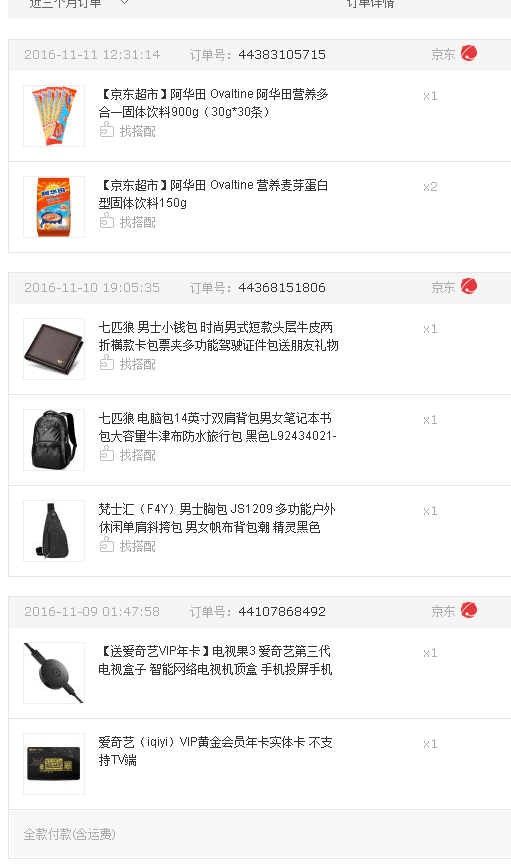 近三个月订单 订单详情
2016-11-11 12:31:14 订单号: 44383105715 京东
【京东超市】阿华田 Ovaltine 阿华田营养多 x1
合一固体饮料900g（30g*30条）
找搭配
阿华田
【京东超市】阿华田 Ovaltine 营养麦芽蛋白 x2
型固体饮料150g
找搭配
2016-11-10 19:05:35 订单号: 44368151806 京东
七匹狼 男士小钱包 时尚男式短款头层牛皮两 x1
折横款卡包票夹多功能驾驶证件包送朋友礼物
找搭配
七匹狼 电脑包14英寸双肩背包男女笔记本书 x1
包大容量牛津布防水旅行包 黑色L92434021-
找搭配
梵士汇（F4Y）男士胸包 JS1209 多功能户外 x1
休闲单肩斜挎包 男女帆布背包潮 精灵黑色
找搭配
2016-11-09 01:47:58 订单号: 44107868492 京东
【送爱奇艺VIP年卡】电视果3 爱奇艺第三代 x1
电视盒子 智能网络电视机顶盒 手机投屏手机
爱奇艺（iqiyi）VIP黄金会员年卡实体卡 不支 x1
持TV端
全款付款(含运费)